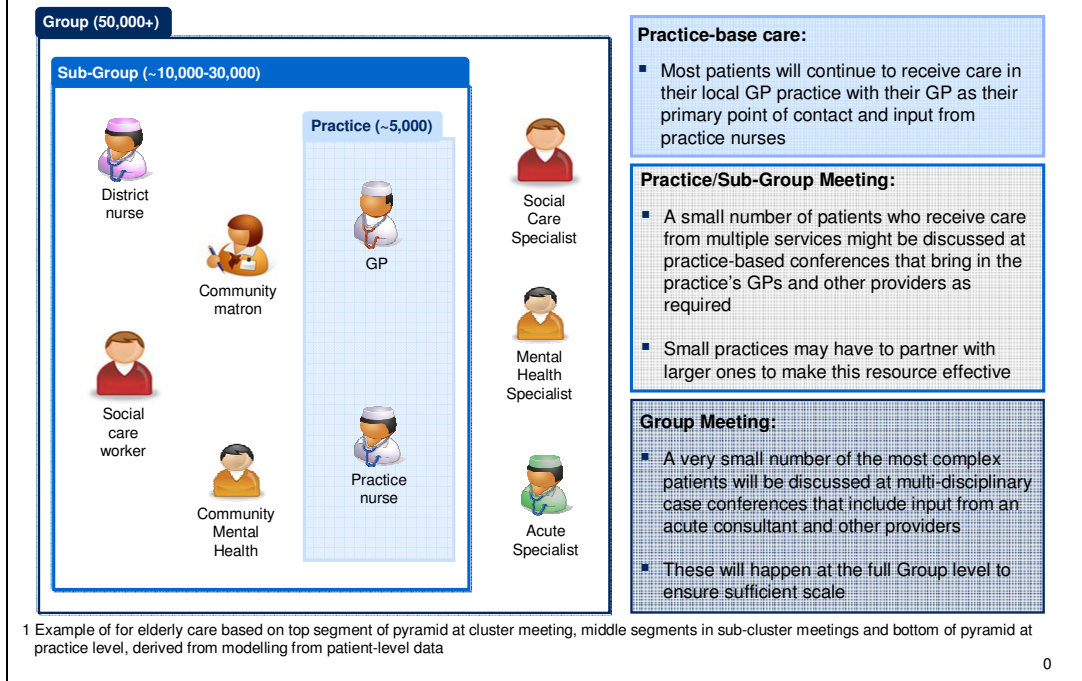 Group (50,000+)
Sub-Group (~10,000-30,000)
Practice (~5,000)
District
nurse
Community
matron
Social
care
worker
Community
Mental
Health
GP
Practice
nurse
Social
Care
Specialist
Mental
Health
Specialist
Acute
Specialist
Practice-base care:
▪ Most patients will continue to receive care in
their local GP practice with their GP as their
primary point of contact and input from
practice nurses
Practice/Sub-Group Meeting:
▪ A small number of patients who receive care
from multiple services might be discussed at
practice-based conferences that bring in the
practice’s GPs and other providers as
required
▪ Small practices may have to partner with
larger ones to make this resource effective
Group Meeting:
▪ A very small number of the most complex
patients will be discussed at multi-disciplinary
case conferences that include input from an
acute consultant and other providers
▪ These will happen at the full Group level to
ensure sufficient scale
1 Example of for elderly care based on top segment of pyramid at cluster meeting, middle segments in sub-cluster meetings and bottom of pyramid at
practice level, derived from modelling from patient-level data
0